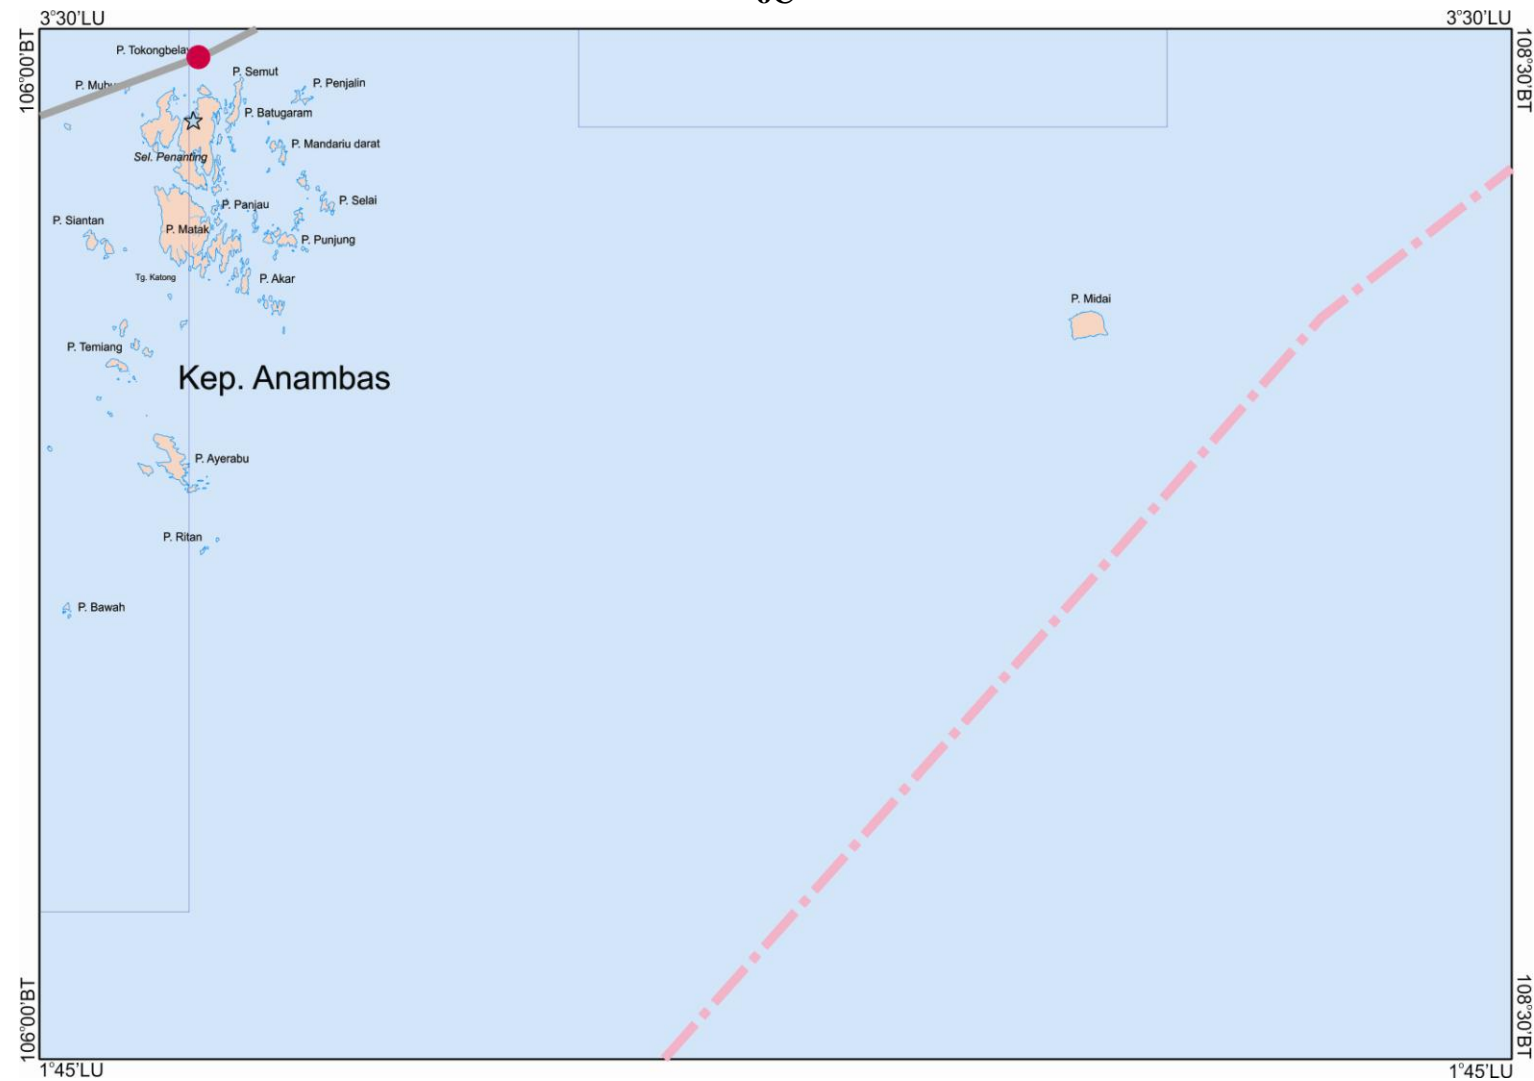 3°30'LU
3°30'LU
106°00'BT
108°30'BT
P. Tokongbela
P. Semut
P. Penjalin
P. Batugaram
P. Mandariu darat
Sel. Penanting
P. Selai
P. Panjau
P. Siantan
P. Matak
P. Punjung
Tg. Katong
P. Akar
P. Midai
P. Temiang
Kep. Anambas
P. Ayerabu
P. Ritan
P. Bawah
106°00'BT
108°30'BT
1°45'LU
1°45'LU